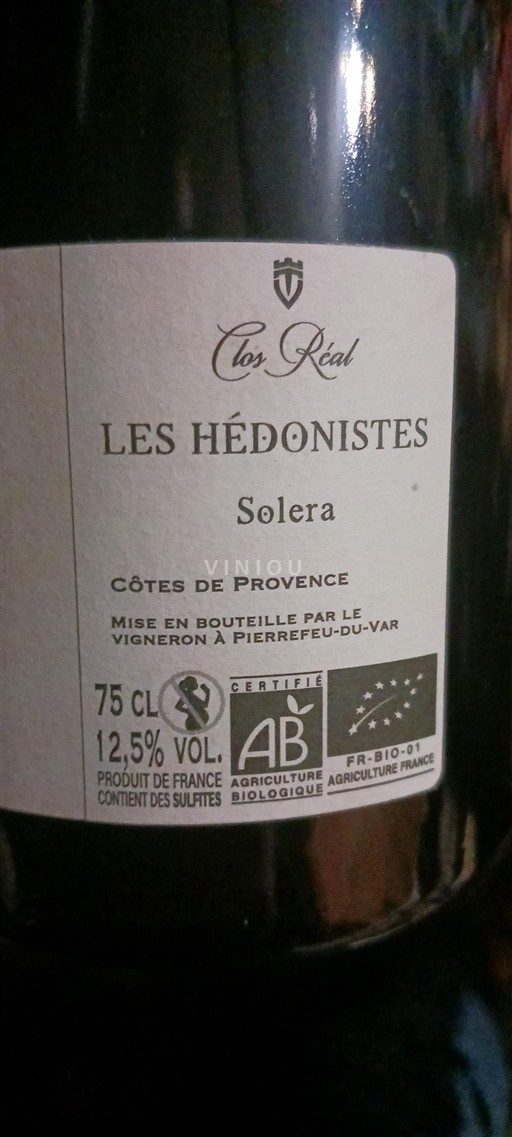 Clos Réal
LES HÉDONISTES
Solera
VINIOU
CÔTES DE PROVENCE
MISE EN BOUTEILLE PAR LE
VIGNERON À PIERREFEU-DU-VAR
75 CL
12,5% VOL.
PRODUIT DE FRANCE
CONTIENT DES SULFITES
CERTIFIÉ
AB
AGRICULTURE
BIOLOGIQUE
FR-BIO-01
AGRICULTURE FRANCE